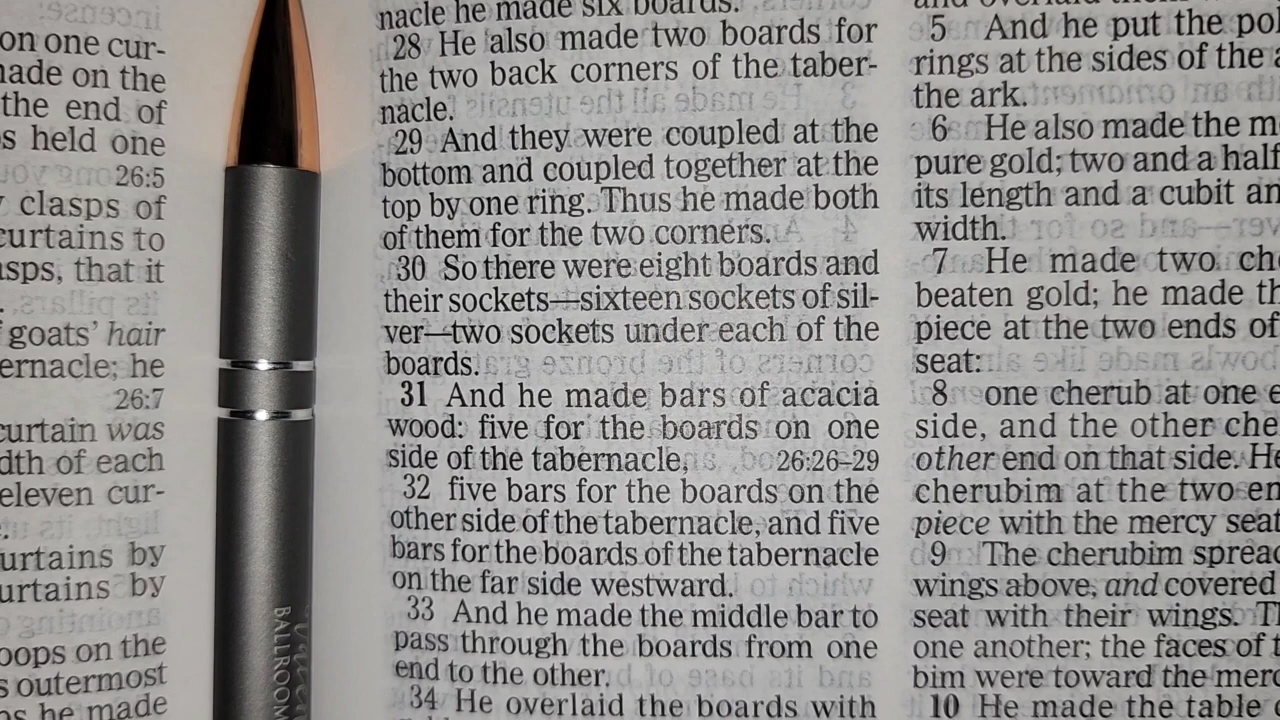 on one cur-
made on the
the end of
held one
26:5
clasps of
curtains to
that it
goats' hair
he
26:7
curtain was
of each
eleven cur-
by
by
on the
outermost
he made
BALLROOM
nacle he made six boards.
28 He also made two boards for
the two back corners of the taber-
nacle.
29 And they were coupled at the
bottom and coupled together at the
top by one ring. Thus he made both
of them for the two corners.
30 So there were eight boards and
their sockets—sixteen sockets of sil-
ver—two sockets under each of the
boards.
31 And he made bars of acacia
wood: five for the boards on one
side of the tabernacle, 26:26–29
32 five bars for the boards on the
other side of the tabernacle, and five
bars for the boards of the tabernacle
on the far side westward.
33 And he made the middle bar to
pass through the boards from one
end to the other.
34 He overlaid the boards with
5 And he put the
rings at the sides of the
the ark.
6 He also made the
pure gold; two and a half
its length and a cubit
width.
7 He made two
beaten gold; he made
piece at the two ends of
seat:
8 one cherub at one
side, and the other
other end on that side.
cherubim at the two
piece with the mercy seat
9 The cherubim
wings above, and covered
seat with their wings.
one another; the faces of
bim were toward the
10 He made the table